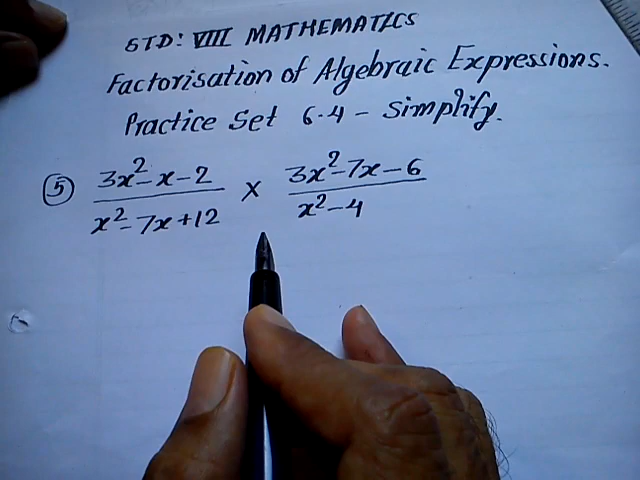 STD: VIII MATHEMATICS
Factorisation of Algebraic Expressions.
Practice Set 6.4 - Simplify.
⑤ 3x²-x-2 / x²-7x+12 × 3x²-7x-6 / x²-4